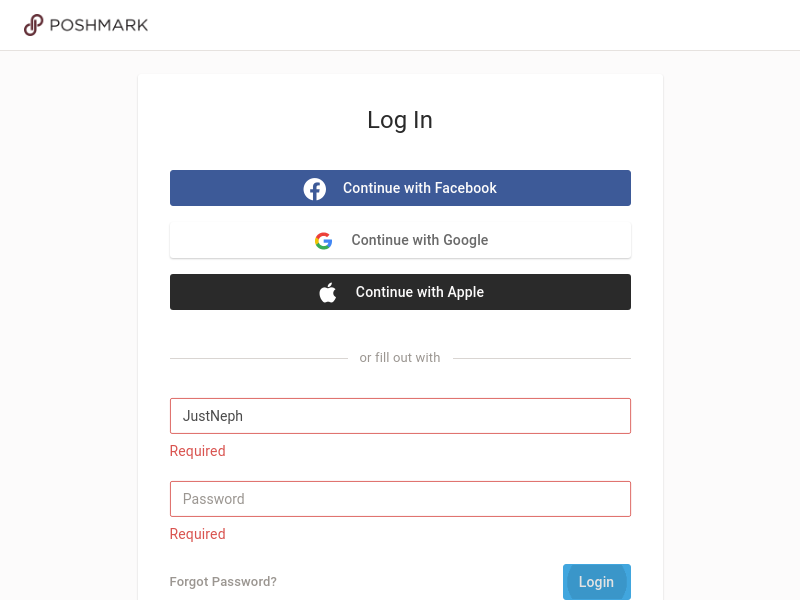 POSHMARK
Log In
Continue with Facebook
Continue with Google
Continue with Apple
or fill out with
JustNeph
Required
Password
Required
Forgot Password?
Login